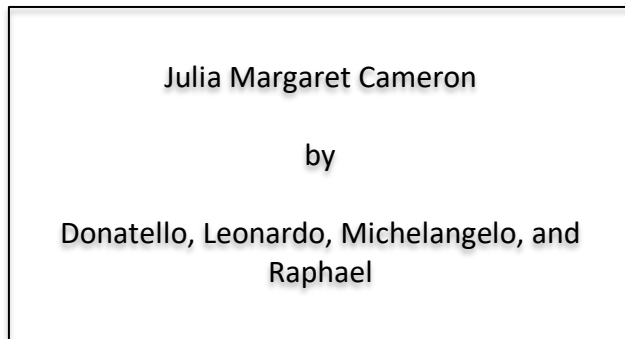 Julia Margaret Cameron
by
Donatello, Leonardo, Michelangelo, and
Raphael